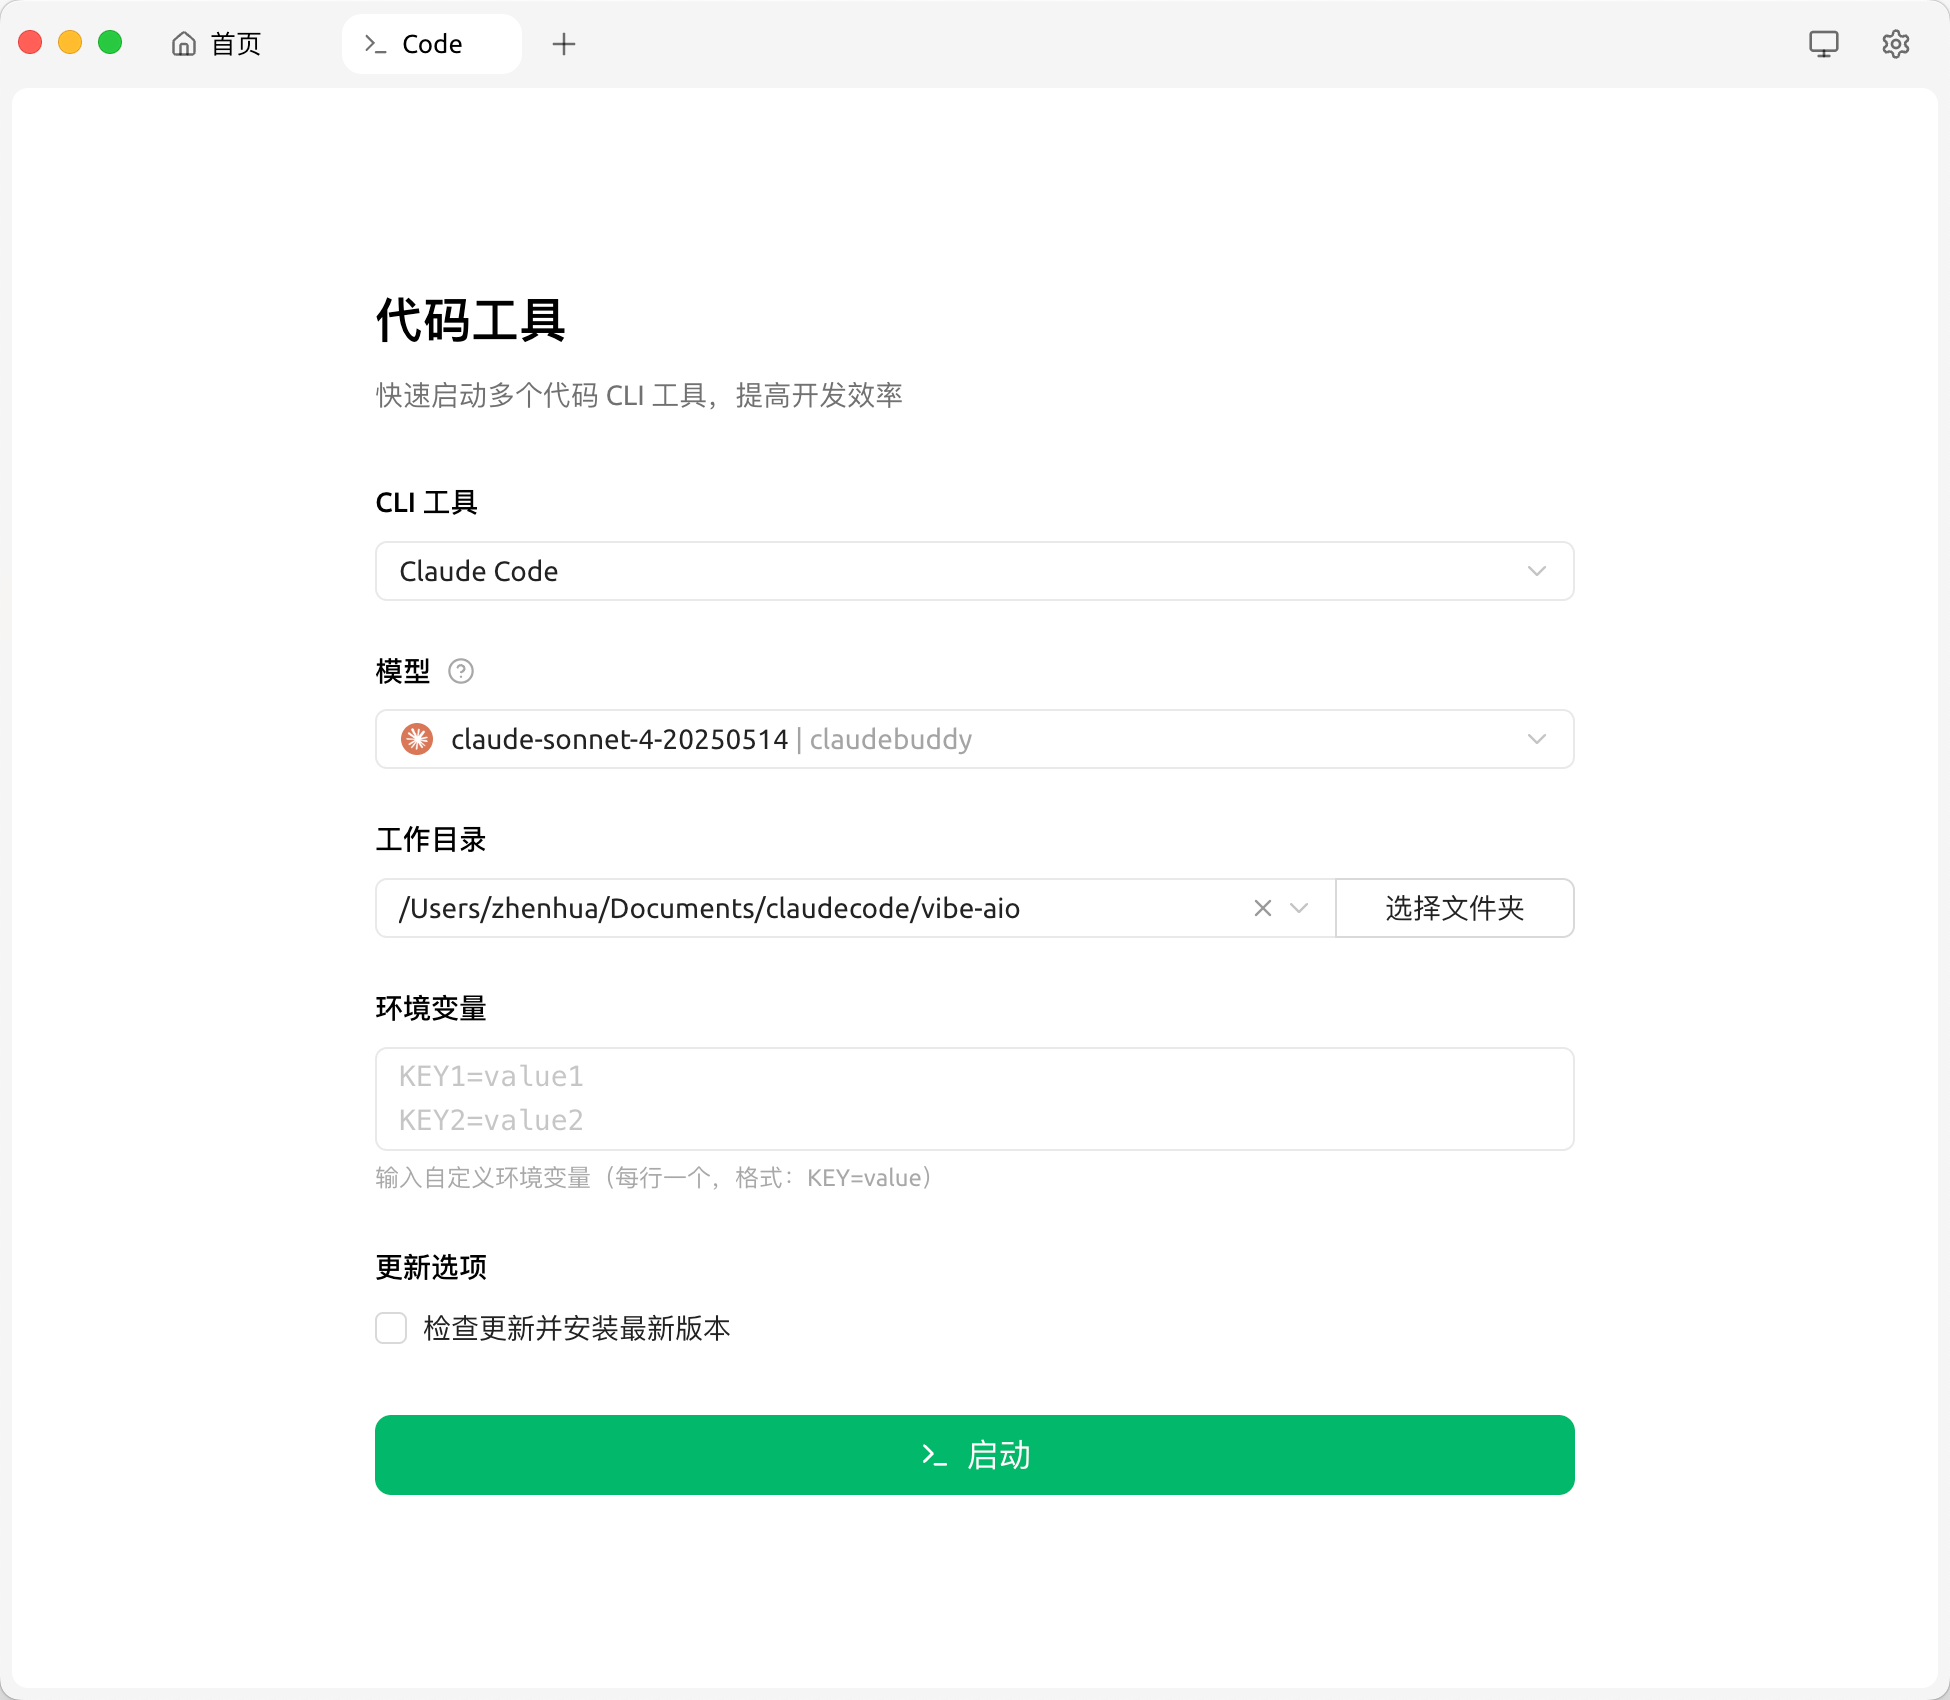 首页
Code
代码工具
快速启动多个代码 CLI 工具，提高开发效率
CLI 工具
Claude Code
模型
claude-sonnet-4-20250514 | claudebuddy
工作目录
/Users/zhenhua/Documents/claudecode/vibe-aio
选择文件夹
环境变量
KEY1=value1
KEY2=value2
输入自定义环境变量（每行一个，格式：KEY=value）
更新选项
检查更新并安装最新版本
启动